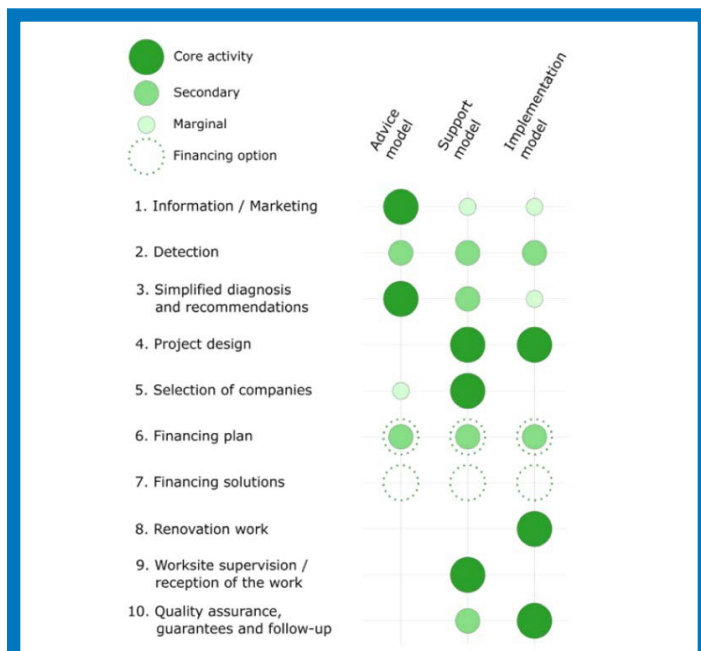 Core activity
Secondary
Marginal
Financing option
Advice
model
Support
model
Implementation
model
1. Information / Marketing
2. Detection
3. Simplified diagnosis
and recommendations
4. Project design
5. Selection of companies
6. Financing plan
7. Financing solutions
8. Renovation work
9. Worksite supervision /
reception of the work
10. Quality assurance,
guarantees and follow-up